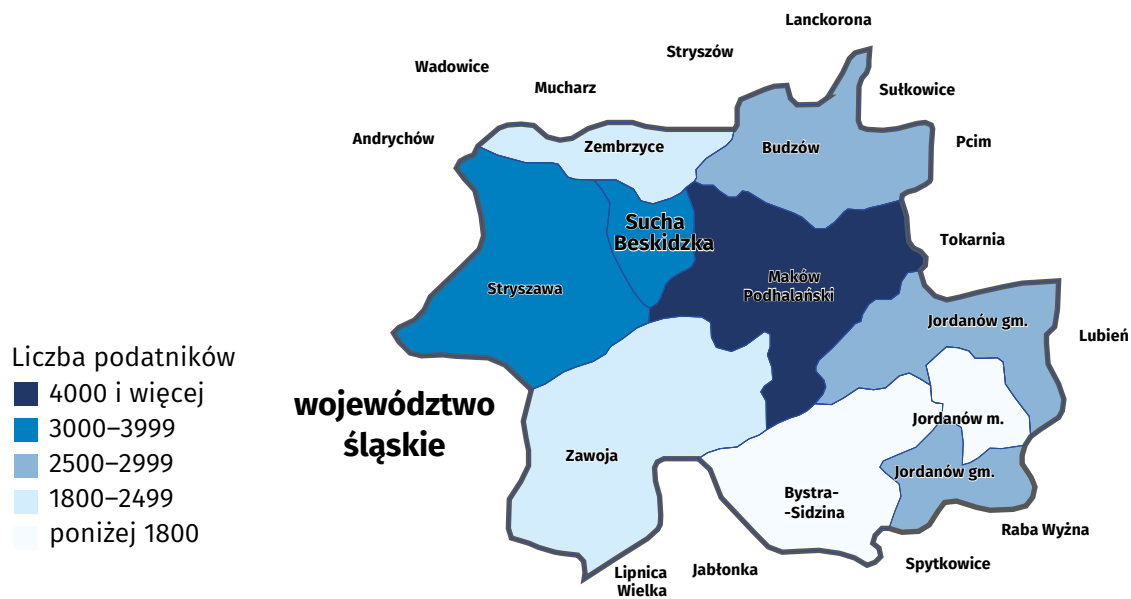 Lanckorona
Stryszów
Wadowice
Mucharz
Sułkowice
Andrychów
Zembrzyce
Budzów
Pcim
Sucha
Beskidzka
Tokarnia
Stryszawa
Maków
Podhalański
Jordanów gm.
Lubień
Liczba podatników
4000 i więcej
3000–3999
2500–2999
1800–2499
poniżej 1800
województwo
śląskie
Jordanów m.
Zawoja
Jordanów gm.
Bystra-
-Sidzina
Raba Wyżna
Spytkowice
Lipnica
Wielka
Jabłonka